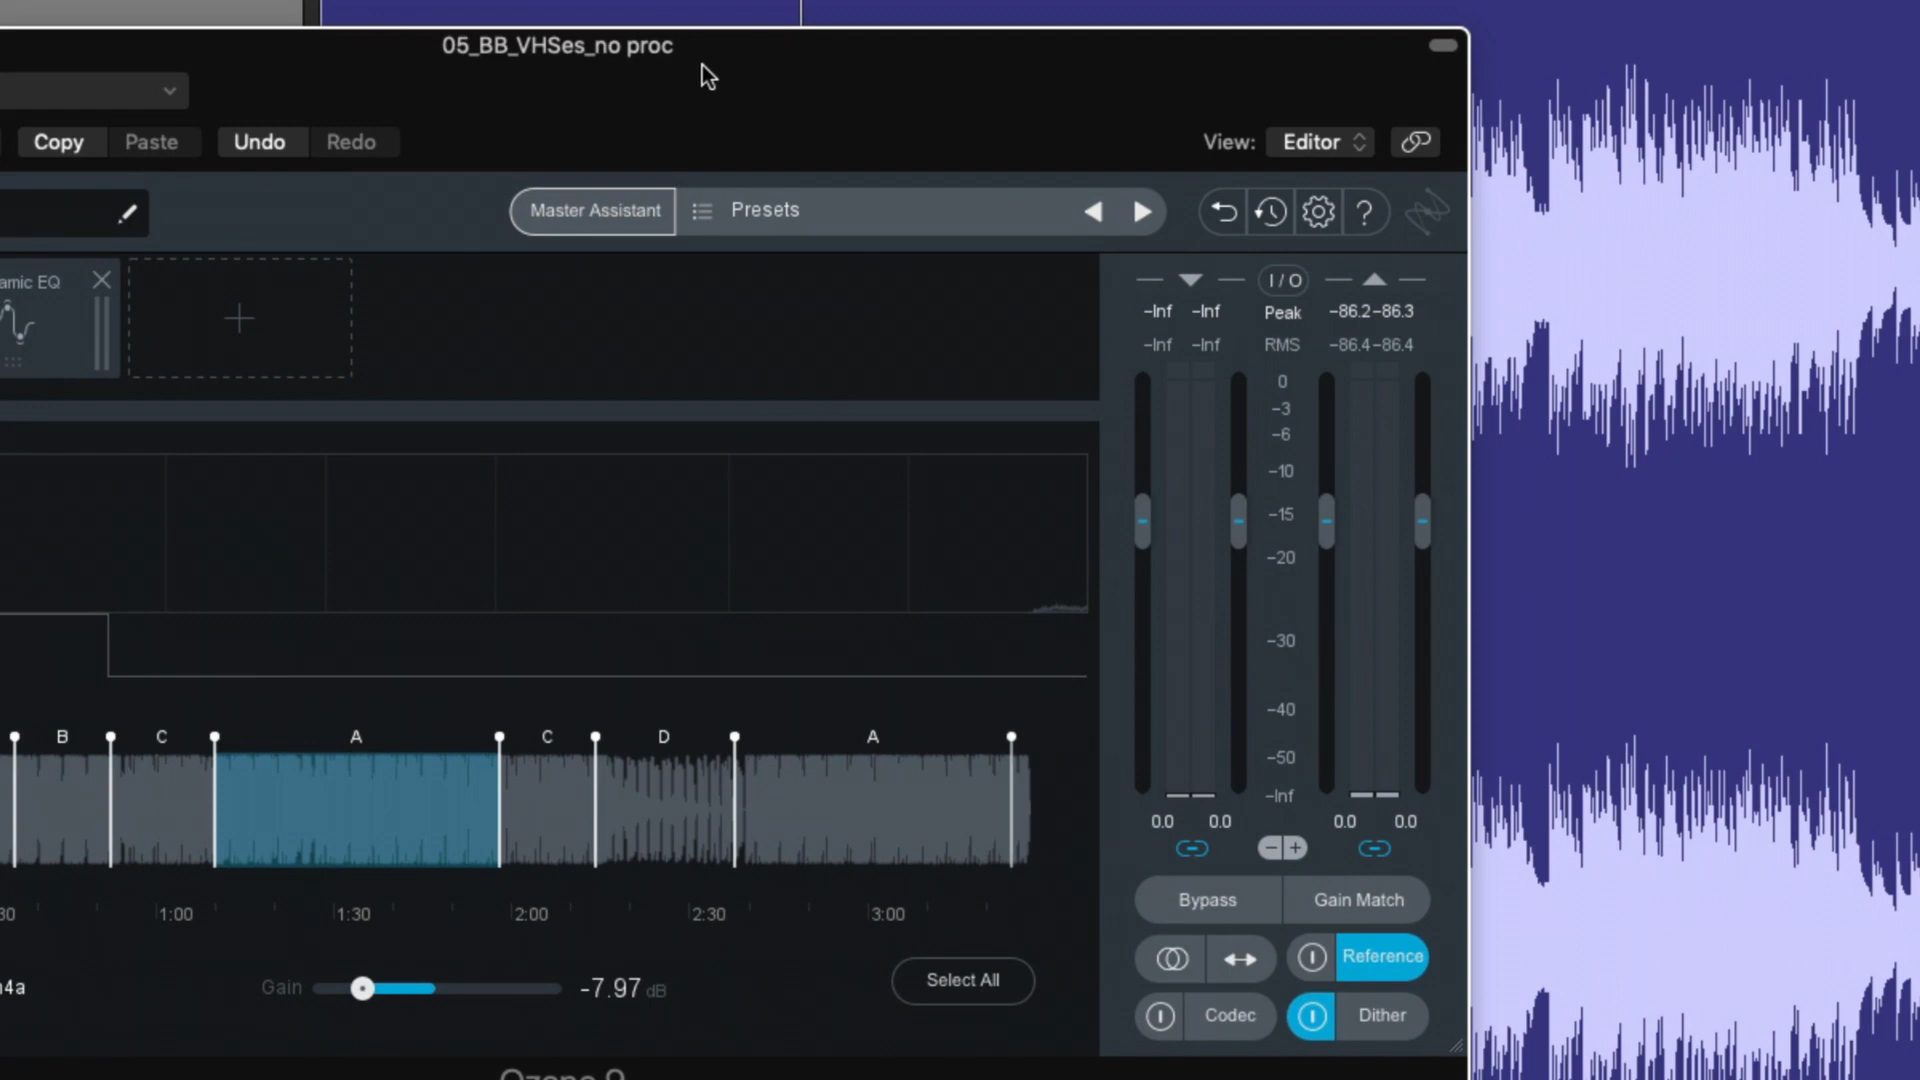 05_BB_VHSes_no proc
Copy Paste Undo Redo View: Editor
Master Assistant Presets ?
amic EQ
I/O
-Inf -Inf Peak -86.2 -86.3
-Inf -Inf RMS -86.4 -86.4
0
-3
-6
-10
-15
-20
-30
-40
-50
-Inf
0.0 0.0 0.0 0.0
B C A C D A
30 1:00 1:30 2:00 2:30 3:00
Bypass Gain Match
Reference
4a Gain -7.97 dB Select All
Codec Dither
Ozone 9